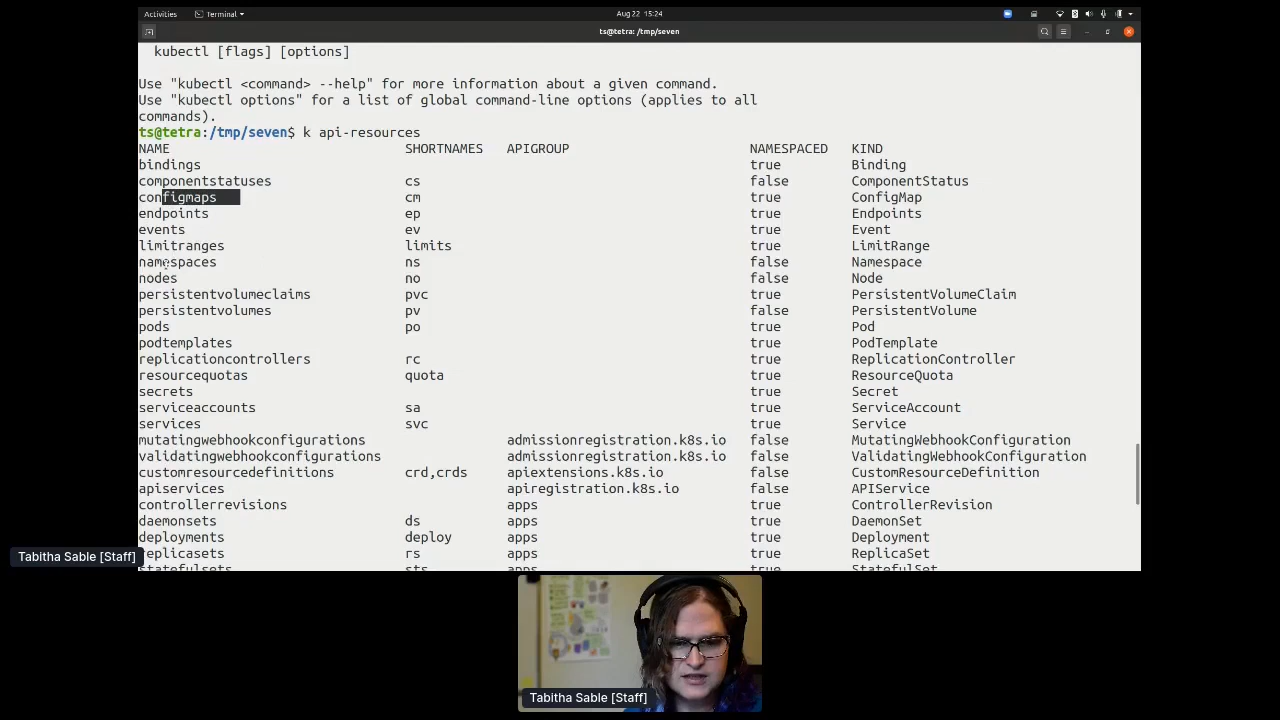 Activities Terminal Aug 22 15:24
ts@tetra: /tmp/seven
kubectl [flags] [options]
Use "kubectl <command> --help" for more information about a given command.
Use "kubectl options" for a list of global command-line options (applies to all
commands).
ts@tetra:/tmp/seven$ k api-resources
NAME SHORTNAMES APIGROUP NAMESPACED KIND
bindings true Binding
componentstatuses cs false ComponentStatus
configmaps cm true ConfigMap
endpoints ep true Endpoints
events ev true Event
limitranges limits true LimitRange
namespaces ns false Namespace
nodes no false Node
persistentvolumeclaims pvc true PersistentVolumeClaim
persistentvolumes pv false PersistentVolume
pods po true Pod
podtemplates true PodTemplate
replicationcontrollers rc true ReplicationController
resourcequotas quota true ResourceQuota
secrets true Secret
serviceaccounts sa true ServiceAccount
services svc true Service
mutatingwebhookconfigurations admissionregistration.k8s.io false MutatingWebhookConfiguration
validatingwebhookconfigurations admissionregistration.k8s.io false ValidatingWebhookConfiguration
customresourcedefinitions crd,crds apiextensions.k8s.io false CustomResourceDefinition
apiservices apiregistration.k8s.io false APIService
controllerrevisions apps true ControllerRevision
daemonsets ds apps true DaemonSet
deployments deploy apps true Deployment
replicasets rs apps true ReplicaSet
statefulsets sts apps true StatefulSet
Tabitha Sable [Staff]
Tabitha Sable [Staff]